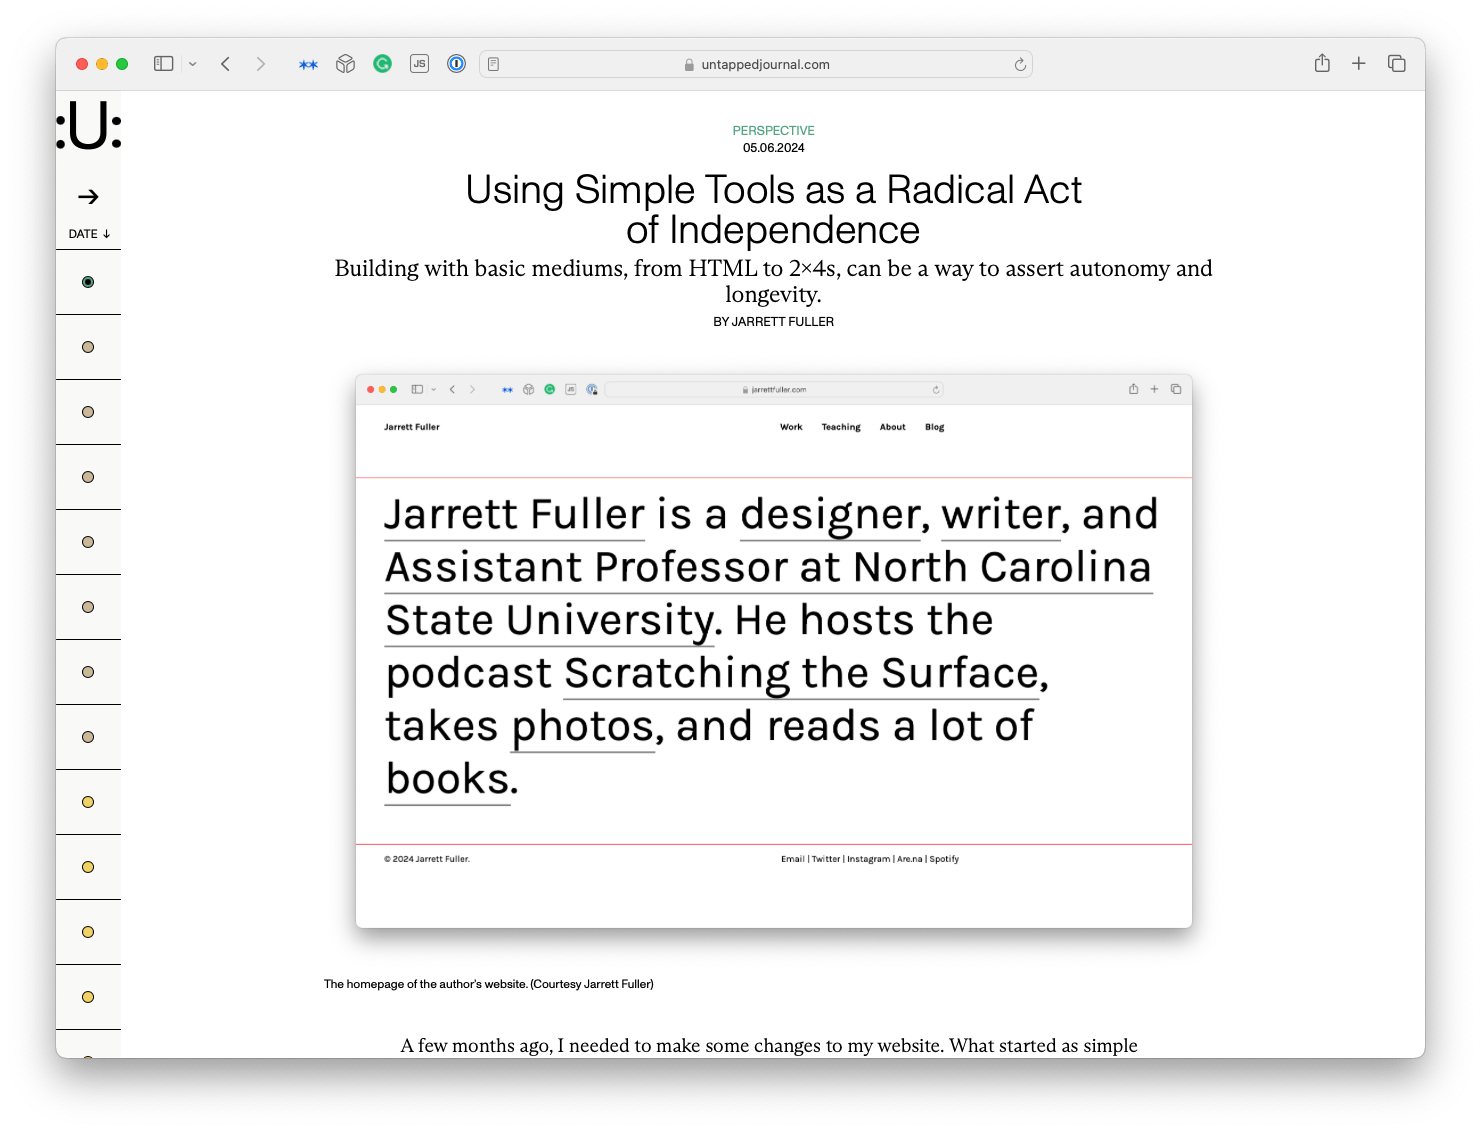 untappedjournal.com
:U:
→
DATE ↓
PERSPECTIVE
05.06.2024
Using Simple Tools as a Radical Act
of Independence
Building with basic mediums, from HTML to 2×4s, can be a way to assert autonomy and
longevity.
BY JARRETT FULLER
JS
jarrettfuller.com
Jarrett Fuller
Work Teaching About Blog
Jarrett Fuller is a designer, writer, and
Assistant Professor at North Carolina
State University. He hosts the
podcast Scratching the Surface,
takes photos, and reads a lot of
books.
© 2024 Jarrett Fuller.
Email | Twitter | Instagram | Are.na | Spotify
The homepage of the author's website. (Courtesy Jarrett Fuller)
A few months ago, I needed to make some changes to my website. What started as simple